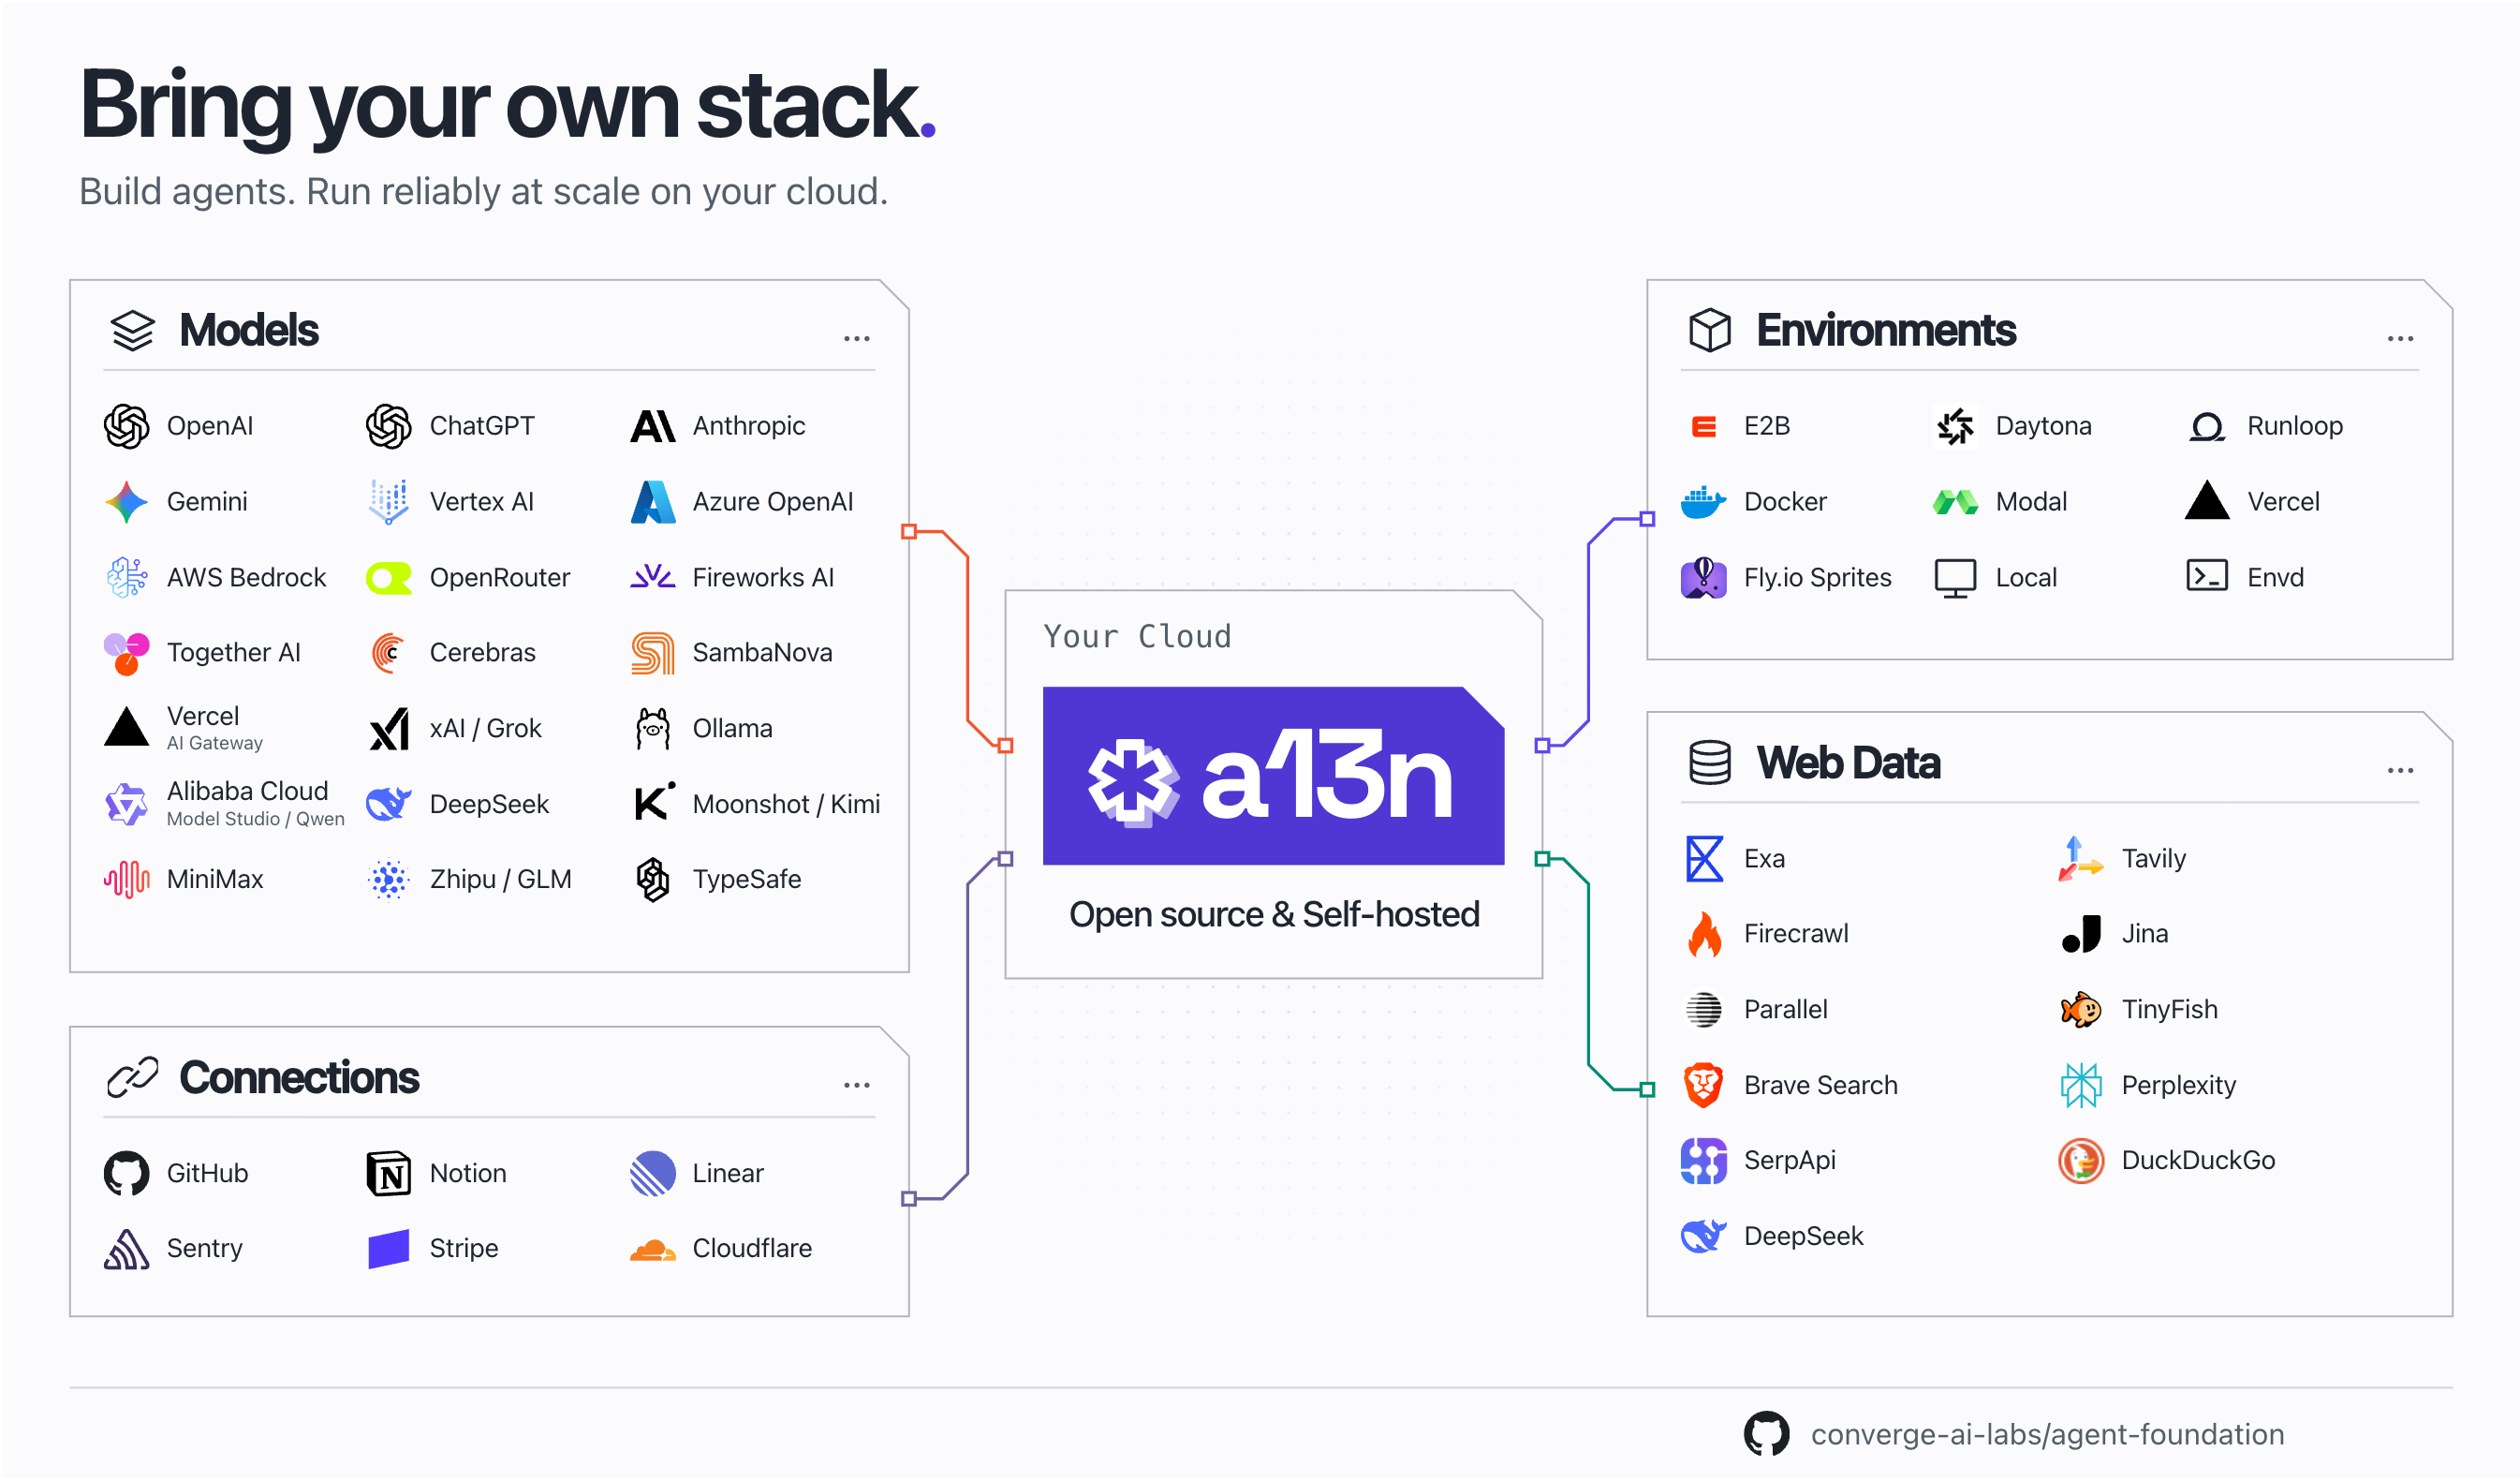 Bring your own stack.
Build agents. Run reliably at scale on your cloud.
Models
...
OpenAI
ChatGPT
Anthropic
Gemini
Vertex AI
Azure OpenAI
AWS Bedrock
OpenRouter
Fireworks AI
Together AI
Cerebras
SambaNova
Vercel
AI Gateway
xAI / Grok
Ollama
Alibaba Cloud
Model Studio / Qwen
DeepSeek
Moonshot / Kimi
MiniMax
Zhipu / GLM
TypeSafe
Connections
...
GitHub
Notion
Linear
Sentry
Stripe
Cloudflare
Your Cloud
a13n
Open source & Self-hosted
Environments
...
E2B
Daytona
Runloop
Docker
Modal
Vercel
Fly.io Sprites
Local
Envd
Web Data
...
Exa
Tavily
Firecrawl
Jina
Parallel
TinyFish
Brave Search
Perplexity
SerpApi
DuckDuckGo
DeepSeek
converge-ai-labs/agent-foundation